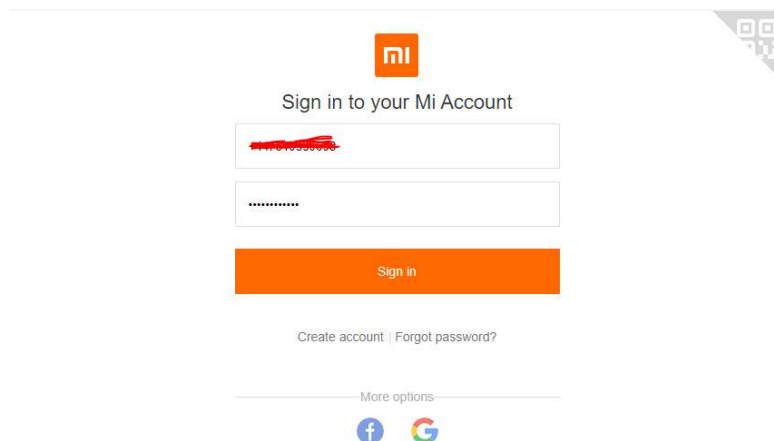 mi
Sign in to your Mi Account
••••••••••••
Sign in
Create account | Forgot password?
More options